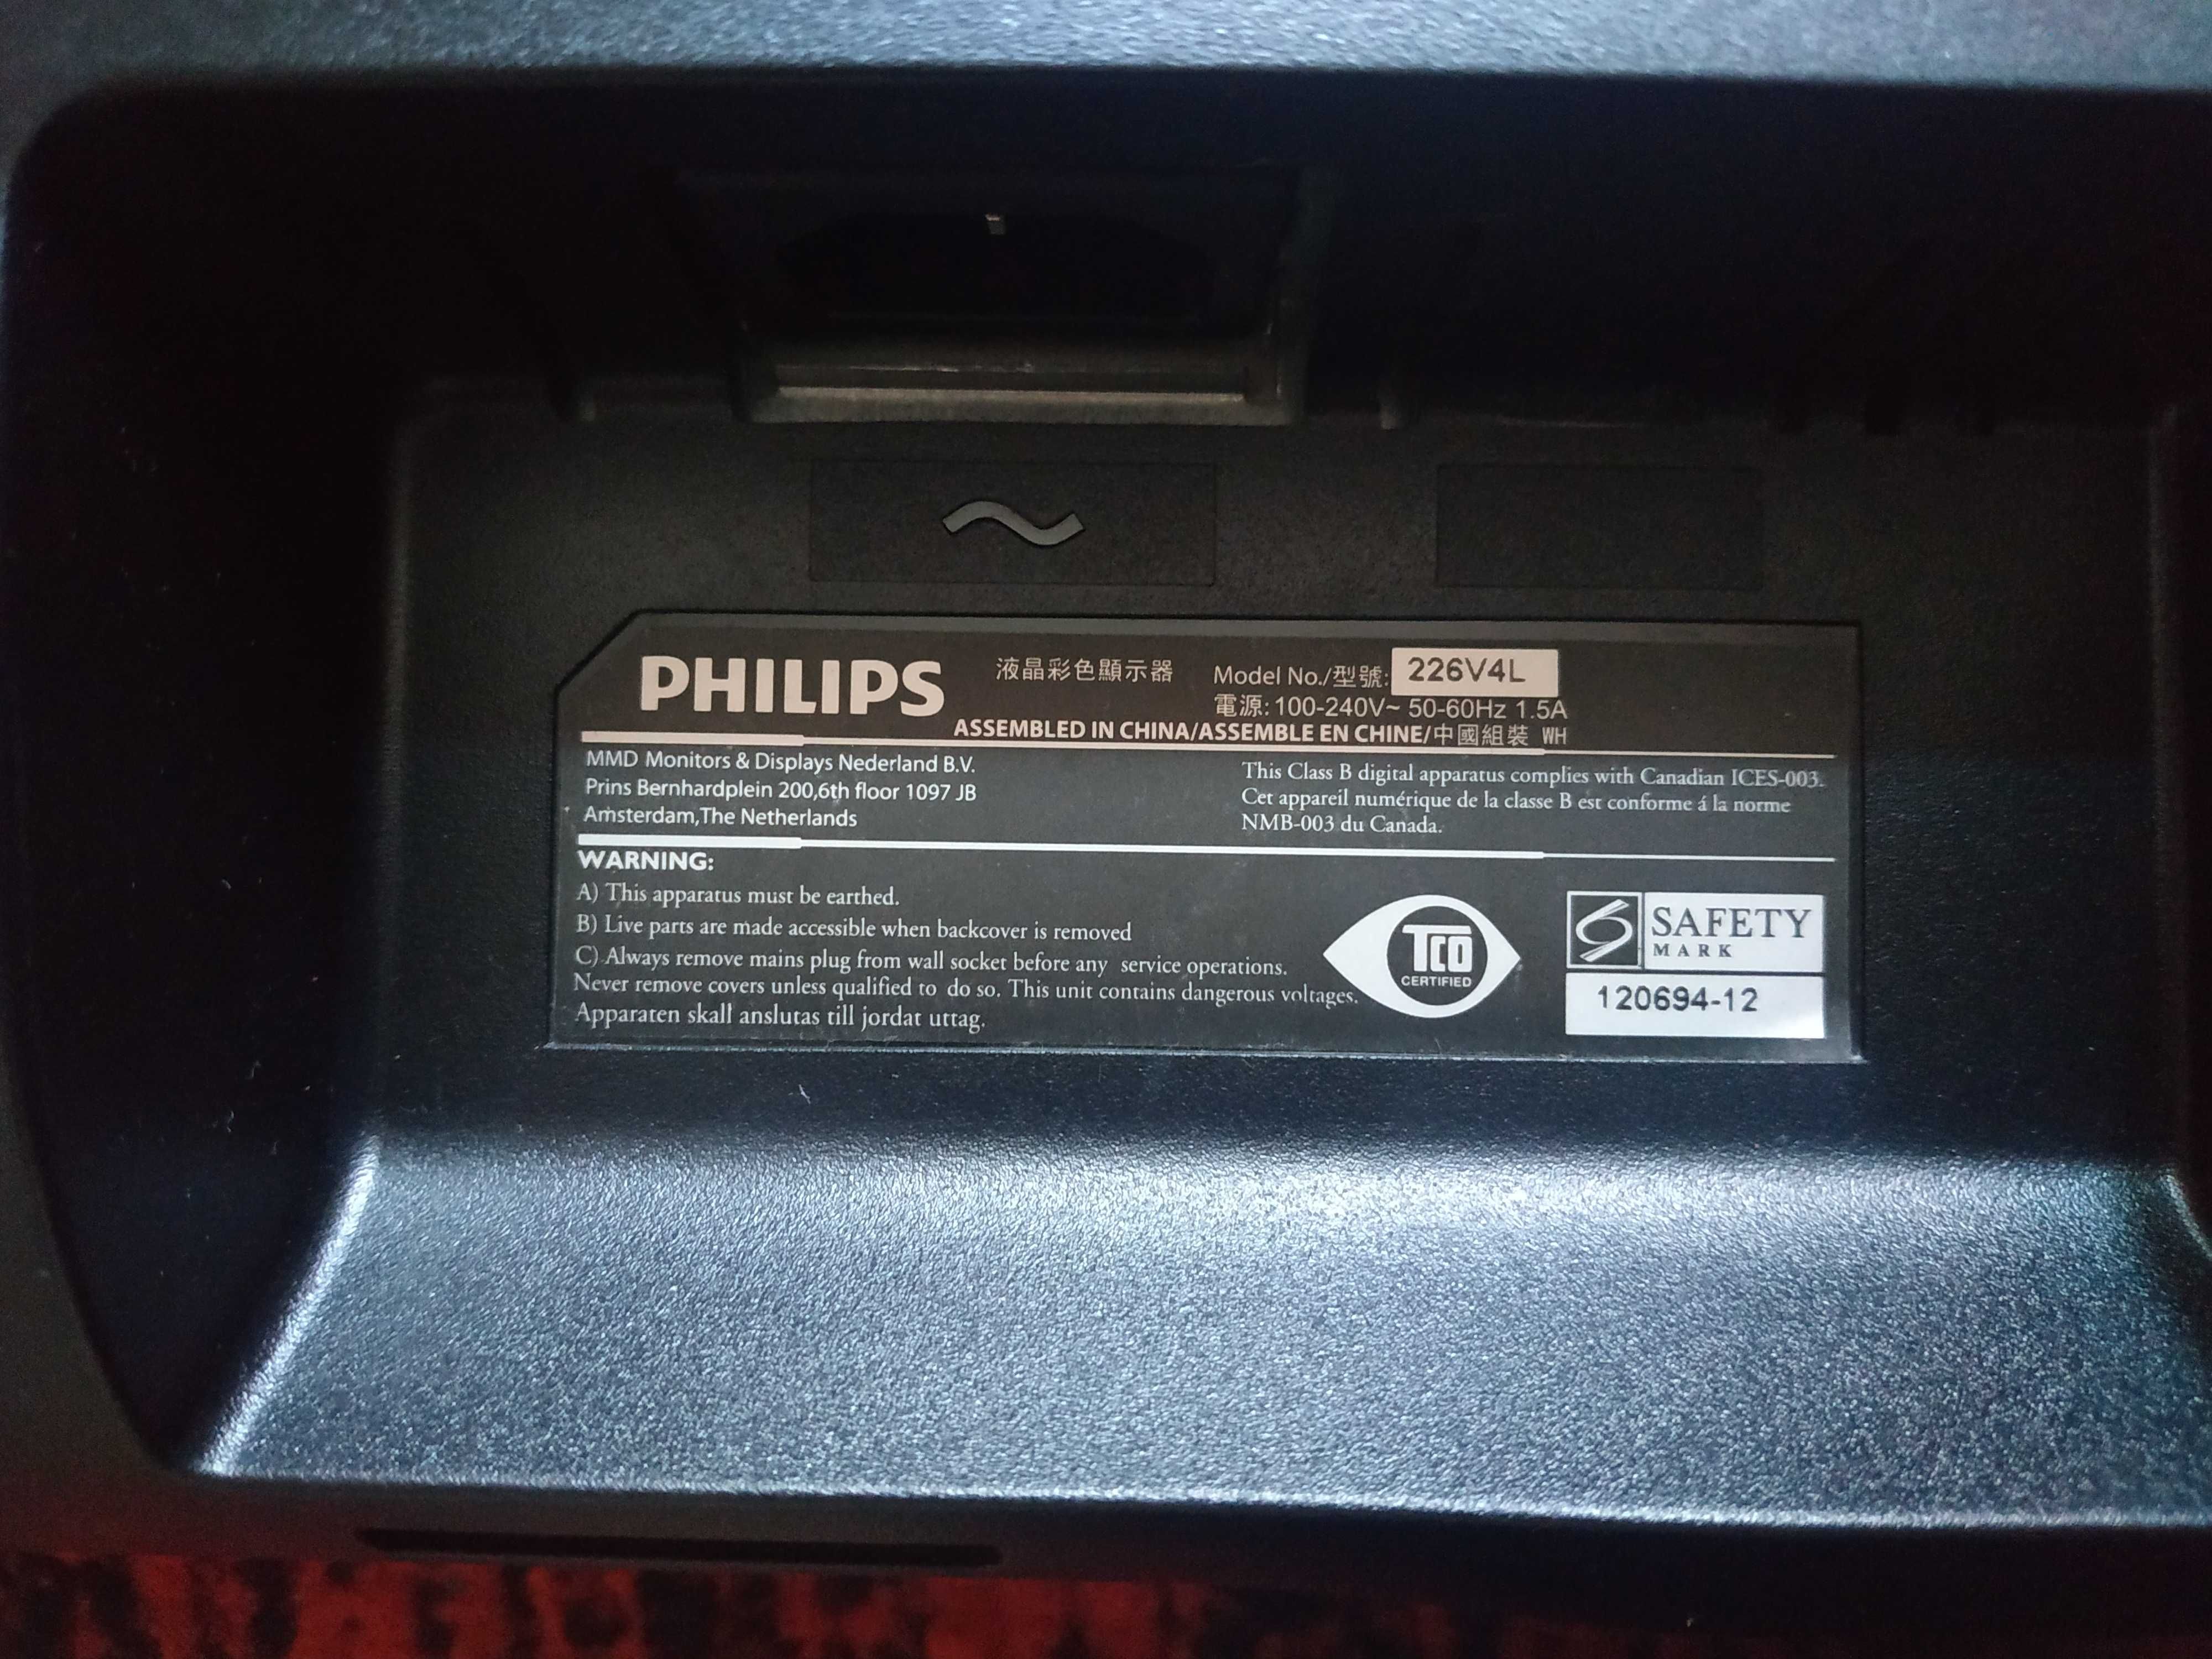 PHILIPS 液晶彩色顯示器 Model No./型號: 226V4L
電源: 100-240V~ 50-60Hz 1.5A
ASSEMBLED IN CHINA/ASSEMBLE EN CHINE/中國組裝 WH
MMD Monitors & Displays Nederland B.V.
Prins Bernhardplein 200,6th floor 1097 JB
Amsterdam,The Netherlands
This Class B digital apparatus complies with Canadian ICES-003.
Cet appareil numérique de la classe B est conforme á la norme
NMB-003 du Canada.
WARNING:
A) This apparatus must be earthed.
B) Live parts are made accessible when backcover is removed
C) Always remove mains plug from wall socket before any service operations.
Never remove covers unless qualified to do so. This unit contains dangerous voltages.
Apparaten skall anslutas till jordat uttag.
TCO
CERTIFIED
SAFETY
MARK
120694-12